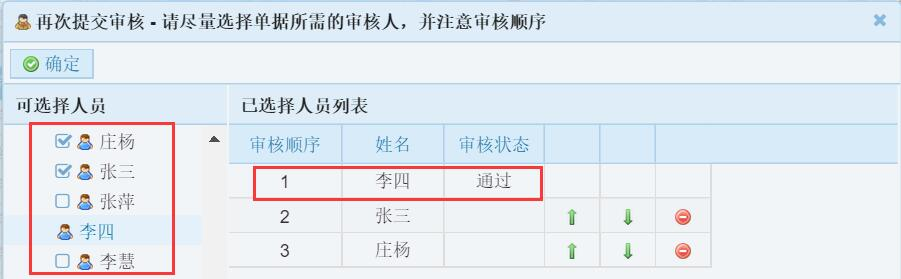 再次提交审核 - 请尽量选择单据所需的审核人，并注意审核顺序
确定
可选择人员
庄杨
张三
张萍
李四
李慧
已选择人员列表
审核顺序 姓名 审核状态
1 李四 通过
2 张三
3 庄杨